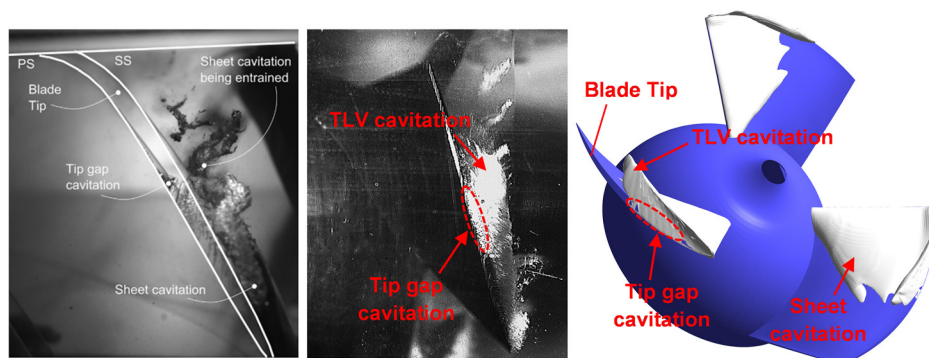 PS
SS
Sheet cavitation
being entrained
Blade
Tip
Tip gap
cavitation
Sheet cavitation
TLV cavitation
Tip gap
cavitation
Blade Tip
TLV cavitation
Tip gap
cavitation
Sheet
cavitation